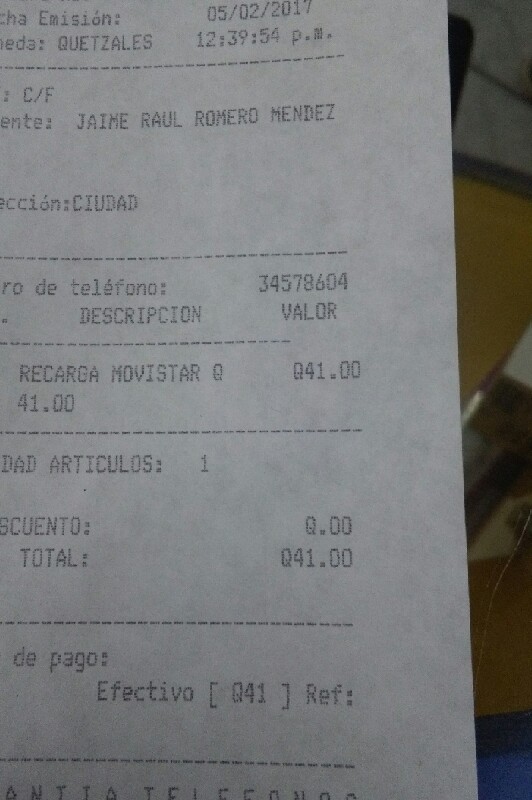 cha Emisión: 05/02/2017
neda: QUETZALES 12:39:54 p.m.
: C/F
ente: JAIME RAUL ROMERO MENDEZ
ección:CIUDAD
ro de teléfono: 34578604
. DESCRIPCION VALOR
RECARGA MOVISTAR Q Q41.00
41.00
DAD ARTICULOS: 1
SCUENTO: Q.00
TOTAL: Q41.00
de pago:
Efectivo [ Q41 ] Ref:
ANTIA TELEFONOS